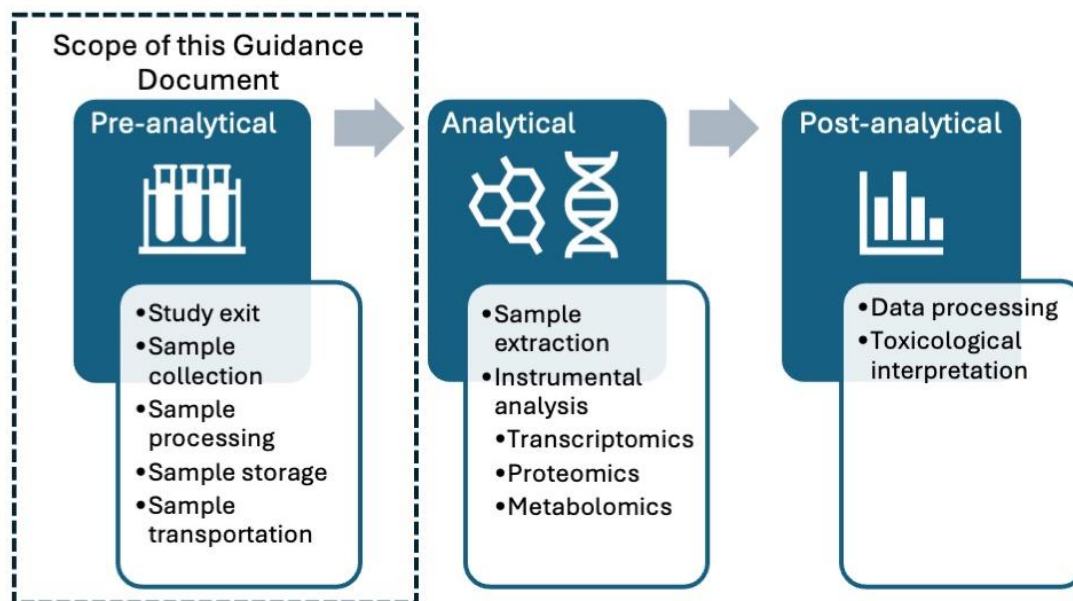 Scope of this Guidance
Document
Pre-analytical
•Study exit
•Sample
collection
•Sample
processing
•Sample storage
•Sample
transportation
Analytical
•Sample
extraction
•Instrumental
analysis
•Transcriptomics
•Proteomics
•Metabolomics
Post-analytical
•Data processing
•Toxicological
interpretation